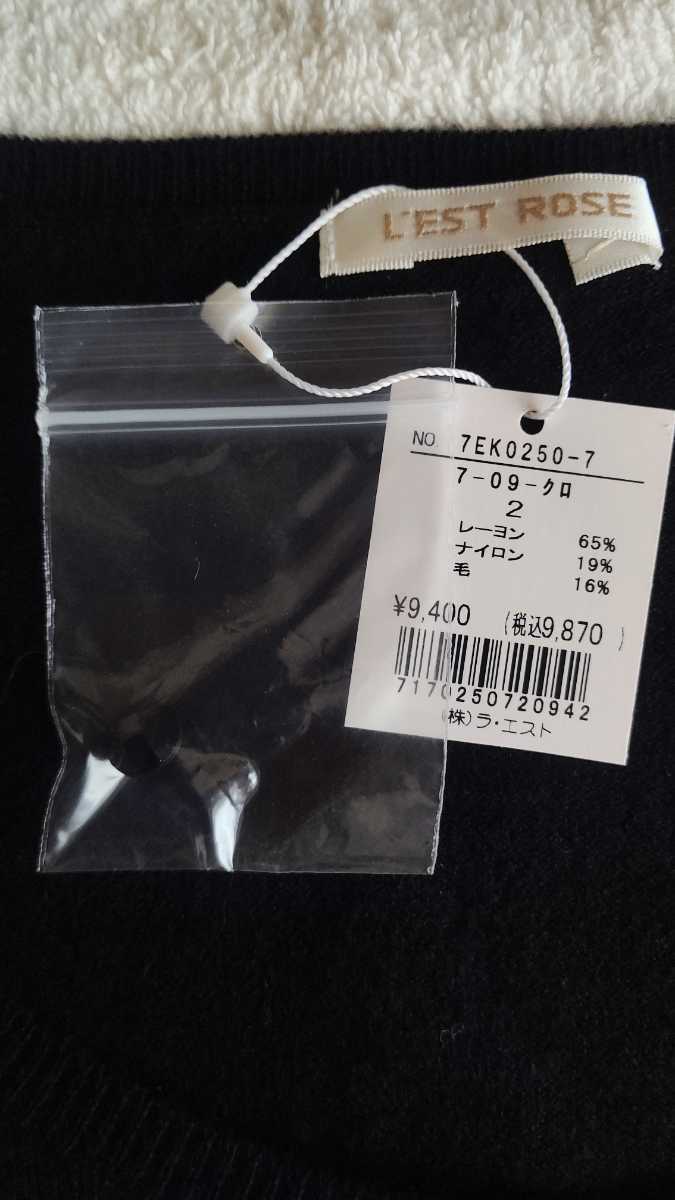 L'EST ROSE
NO. 7EK0250-7
7-09-クロ
2
レーヨン 65%
ナイロン 19%
毛 16%
¥9,400 (税込9,870)
7170250720942
(株)ラ・エスト